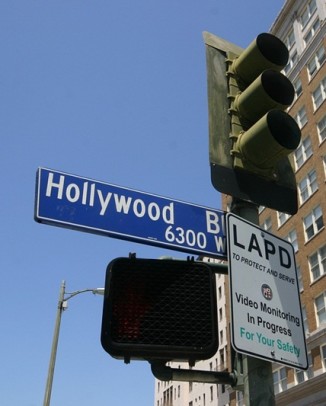 Hollywood
6300 W
LAPD
TO PROTECT AND SERVE
Video Monitoring
In Progress
For Your Safety